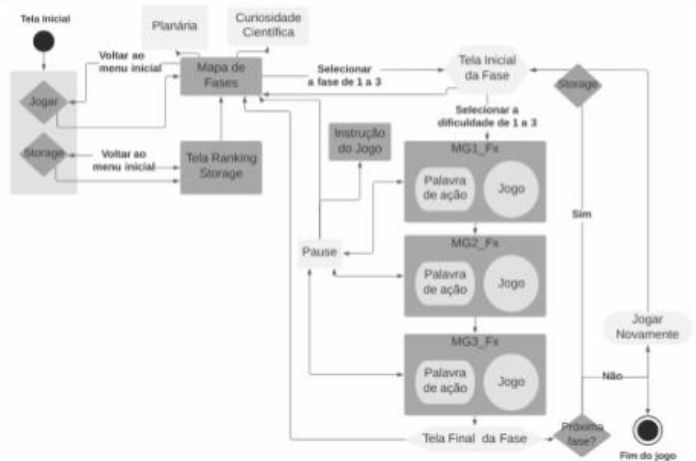 Tela Inicial
Planária
Curiosidade
Científica
Voltar ao
menu inicial
Mapa de
Fases
Selecionar
a fase de 1 a 3
Tela Inicial
da Fase
Storage
Jogar
Selecionar a
dificuldade de 1 a 3
Instrução
do Jogo
Storage
Voltar ao
menu inicial
Tela Ranking
Storage
MG1_Fx
Palavra
de ação
Jogo
Sim
MG2_Fx
Pause
Palavra
de ação
Jogo
Jogar
Novamente
MG3_Fx
Palavra
de ação
Jogo
Não
Tela Final da Fase
Próxima
fase?
Fim do jogo